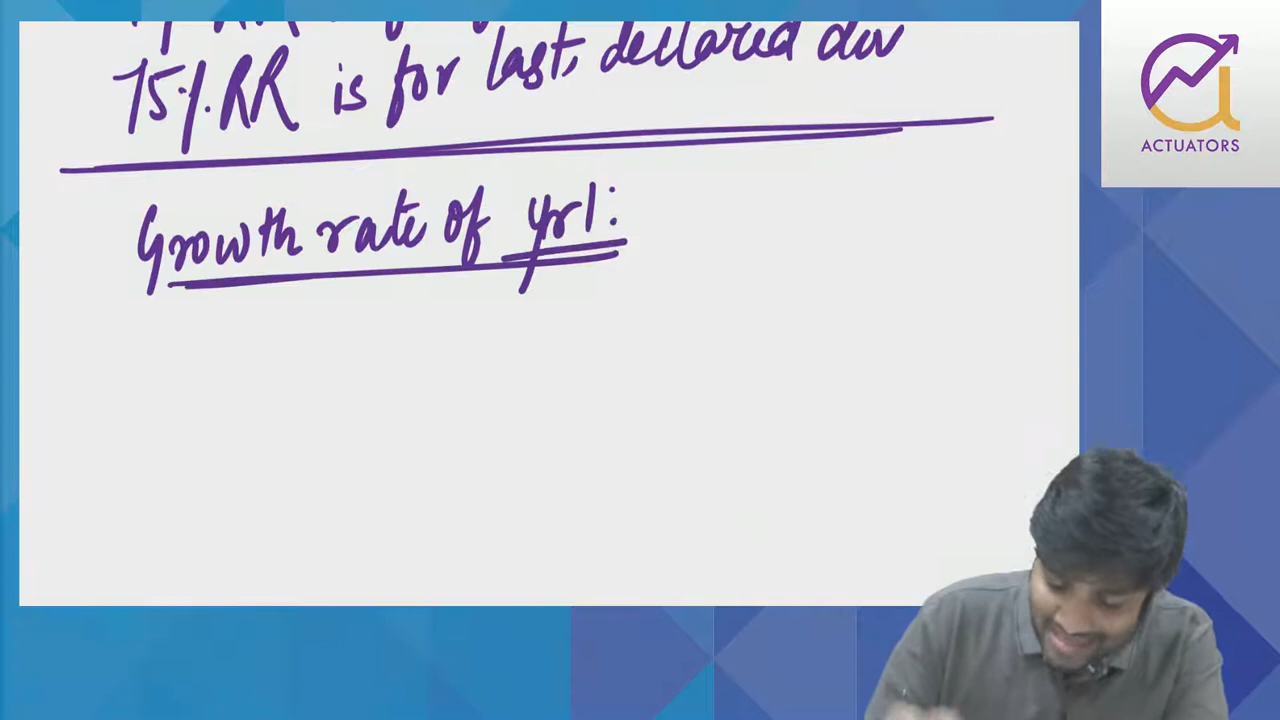 75% RR is for last, declared div
Growth rate of yr1:
ACTUATORS